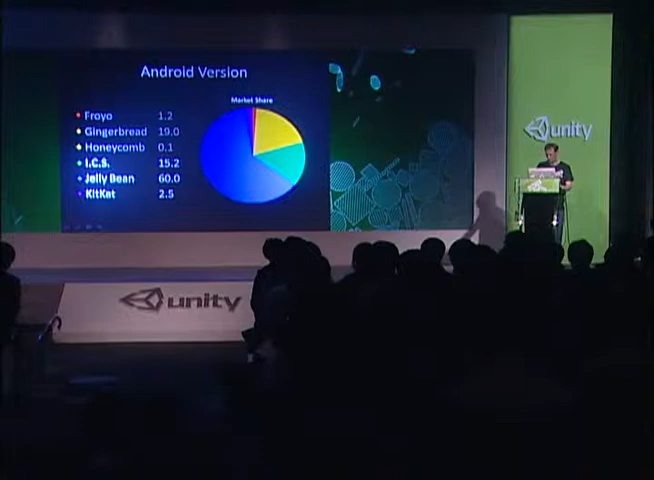 Android Version
Market Share
Froyo 1.2
Gingerbread 19.0
Honeycomb 0.1
I.C.S. 15.2
Jelly Bean 60.0
KitKat 2.5
unity
unity